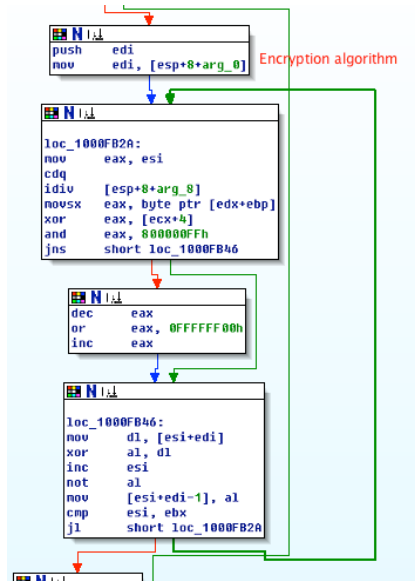 push edi
mov edi, [esp+8+arg_0]
Encryption algorithm
loc_1000FB2A:
mov eax, esi
cdq
idiv [esp+8+arg_8]
movsx eax, byte ptr [edx+ebp]
xor eax, [ecx+4]
and eax, 800000FFh
jns short loc_1000FB46
dec eax
or eax, 0FFFFFF00h
inc eax
loc_1000FB46:
mov dl, [esi+edi]
xor al, dl
inc esi
not al
mov [esi+edi-1], al
cmp esi, ebx
jl short loc_1000FB2A